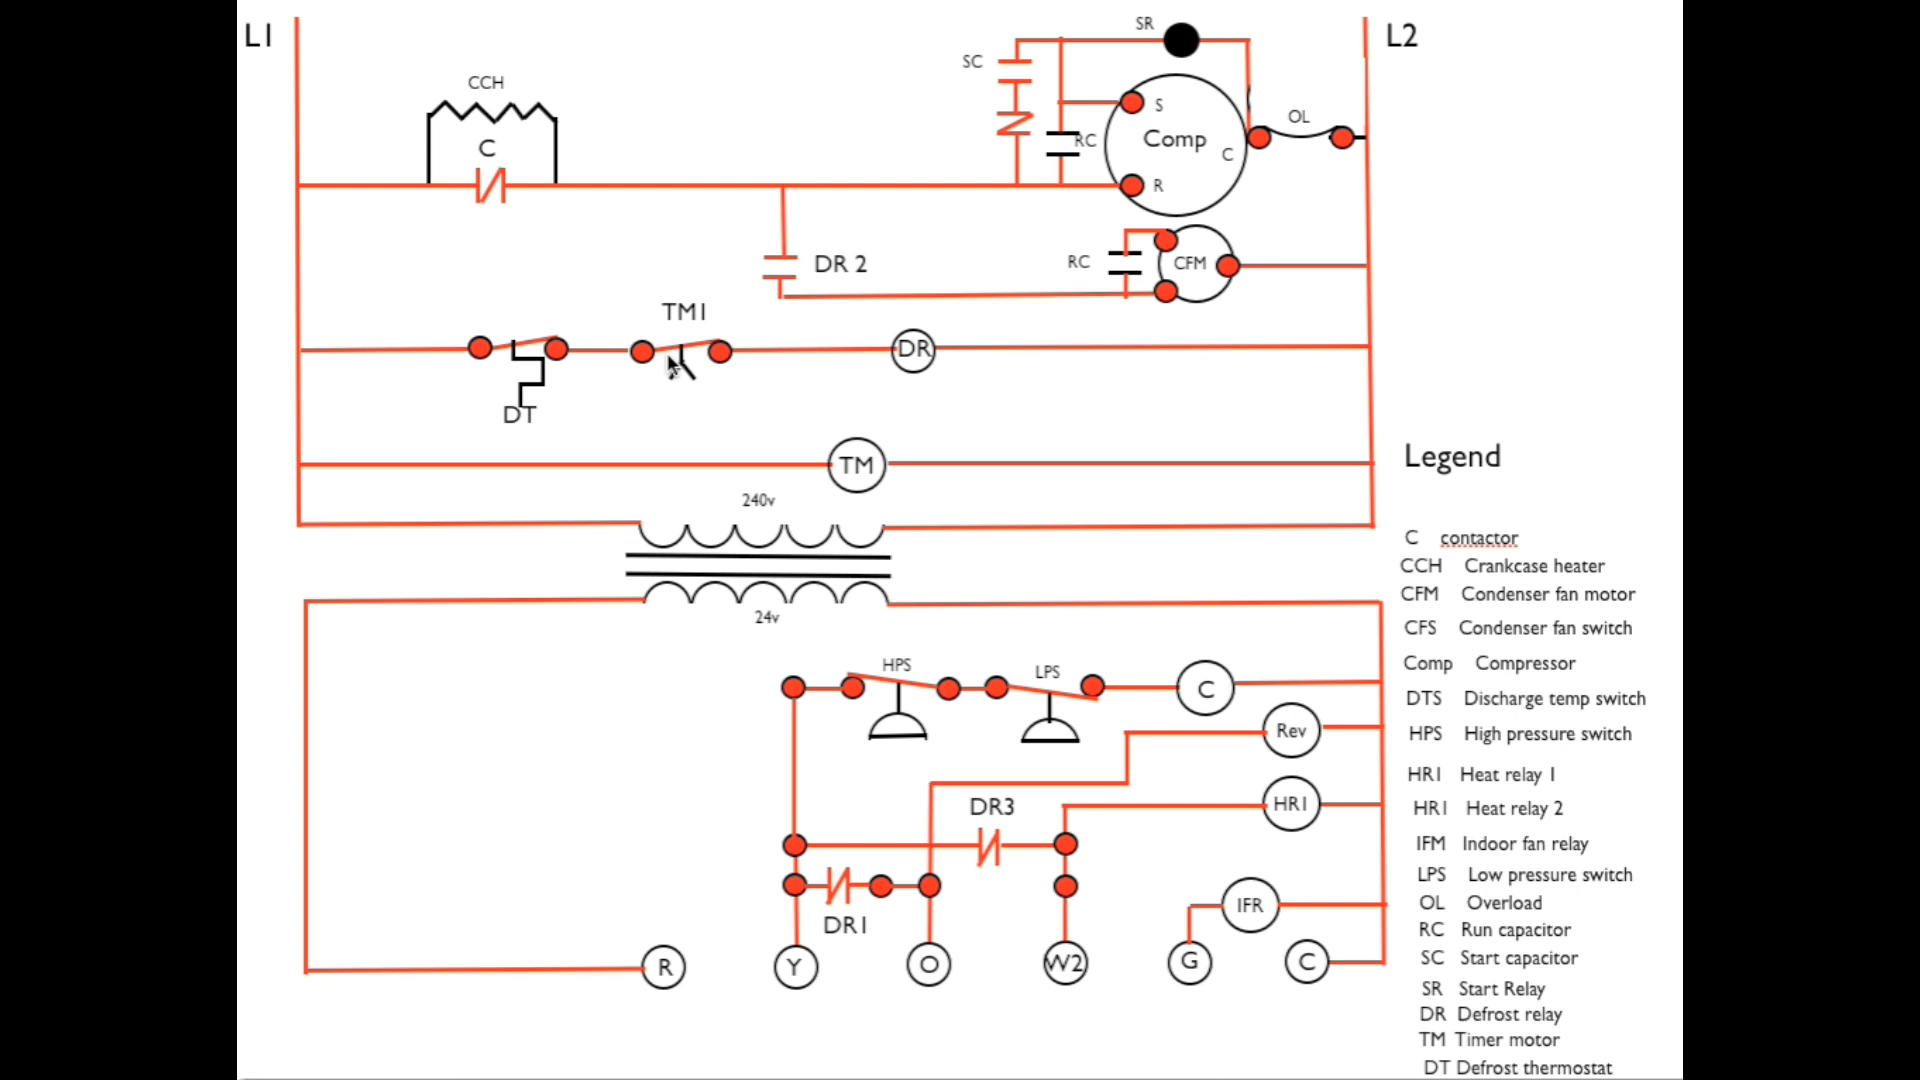 L1
SR
L2
SC
CCH
S
OL
C
RC
Comp
C
R
DR 2
RC
CFM
TM1
DR
DT
TM
Legend
240v
C contactor
CCH Crankcase heater
CFM Condenser fan motor
24v
CFS Condenser fan switch
HPS
LPS
Comp Compressor
C
DTS Discharge temp switch
Rev
HPS High pressure switch
HR1 Heat relay 1
DR3
HR1
HR1 Heat relay 2
IFM Indoor fan relay
LPS Low pressure switch
IFR
OL Overload
DR1
RC Run capacitor
R
Y
O
W2
G
C
SC Start capacitor
SR Start Relay
DR Defrost relay
TM Timer motor
DT Defrost thermostat